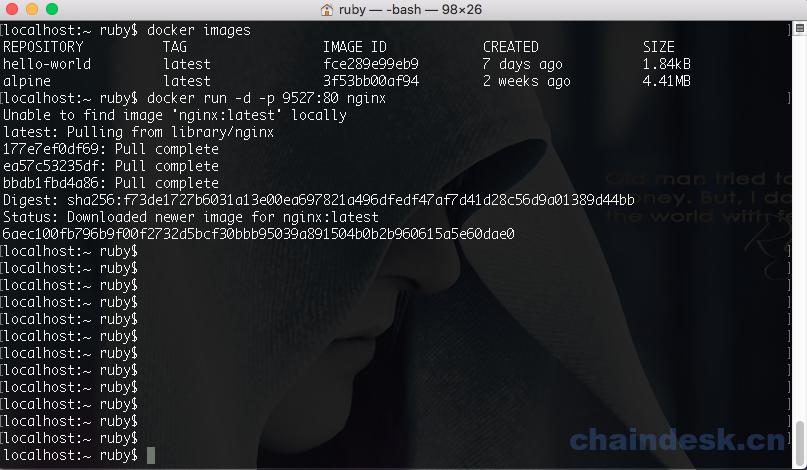 ruby — -bash — 98×26
[localhost:~ ruby$ docker images ]
REPOSITORY TAG IMAGE ID CREATED SIZE
hello-world latest fce289e99eb9 7 days ago 1.84kB
alpine latest 3f53bb00af94 2 weeks ago 4.41MB
[localhost:~ ruby$ docker run -d -p 9527:80 nginx ]
Unable to find image 'nginx:latest' locally
latest: Pulling from library/nginx
177e7ef0df69: Pull complete
ea57c53235df: Pull complete
bbdb1fbd4a86: Pull complete
Digest: sha256:f73de1727b6031a13e00ea697821a496dfedf47af7d41d28c56d9a01389d44bb
Status: Downloaded newer image for nginx:latest
6aec100fb796b9f00f2732d5bcf30bbb95039a891504b0b2b960615a5e60dae0
[localhost:~ ruby$ ]
[localhost:~ ruby$ ]
[localhost:~ ruby$ ]
[localhost:~ ruby$ ]
[localhost:~ ruby$ ]
[localhost:~ ruby$ ]
[localhost:~ ruby$ ]
[localhost:~ ruby$ ]
[localhost:~ ruby$ ]
[localhost:~ ruby$ ]
[localhost:~ ruby$ ]
[localhost:~ ruby$ ]
localhost:~ ruby$
Old man tried to
oney. But, I do
the world with
chaindesk.cn